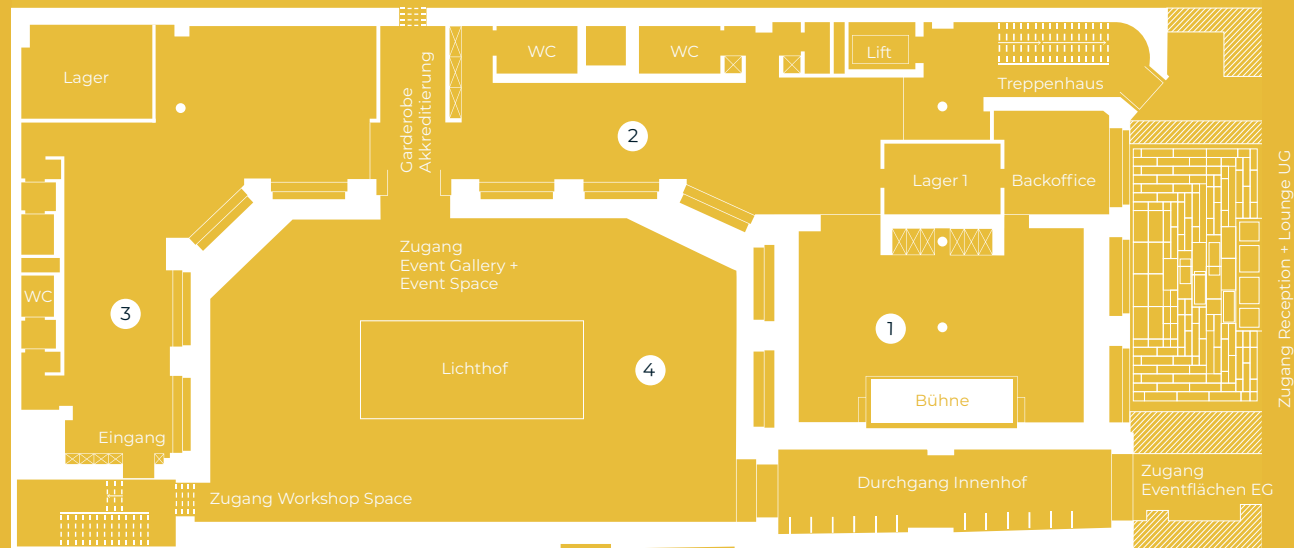 WC
WC
Lift
Lager
Treppenhaus
Garderobe
Akkreditierung
2
Lager 1
Backoffice
Zugang
Event Gallery +
Event Space
WC
3
1
Lichthof
4
Bühne
Eingang
Zugang Reception + Lounge UG
Zugang Workshop Space
Durchgang Innenhof
Zugang
Eventflächen EG